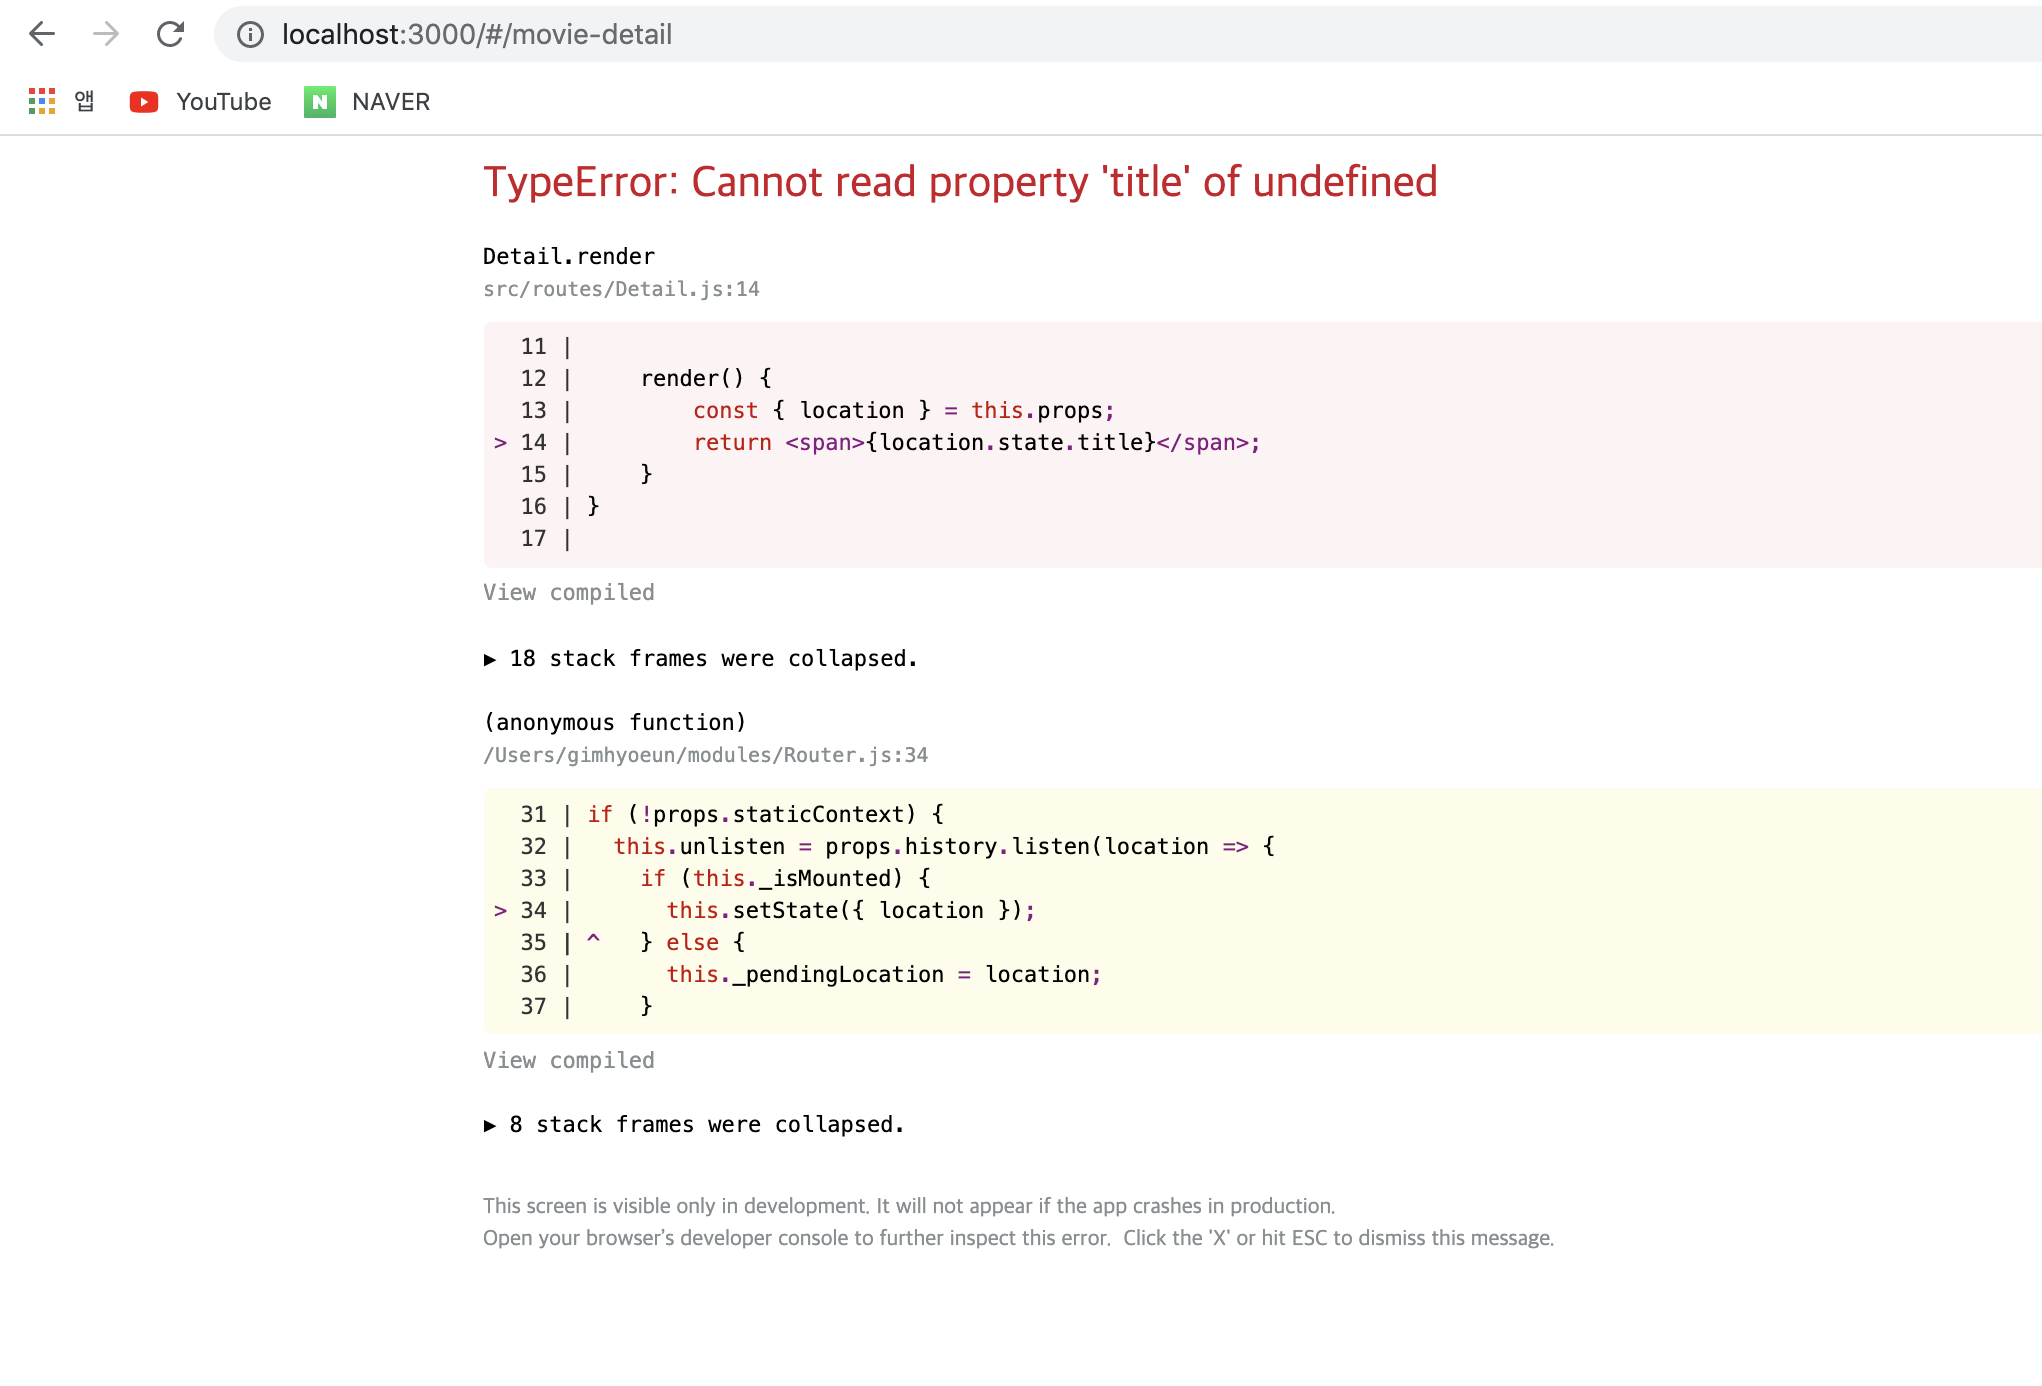 localhost:3000/#/movie-detail
앱 YouTube N NAVER
TypeError: Cannot read property 'title' of undefined
Detail.render
src/routes/Detail.js:14
11 |
12 |     render() {
13 |         const { location } = this.props;
> 14 |         return <span>{location.state.title}</span>;
15 |     }
16 | }
17 |
View compiled
▶ 18 stack frames were collapsed.
(anonymous function)
/Users/gimhyoeun/modules/Router.js:34
31 | if (!props.staticContext) {
32 |   this.unlisten = props.history.listen(location => {
33 |     if (this._isMounted) {
> 34 |       this.setState({ location });
35 | ^   } else {
36 |       this._pendingLocation = location;
37 |     }
View compiled
▶ 8 stack frames were collapsed.
This screen is visible only in development. It will not appear if the app crashes in production.
Open your browser’s developer console to further inspect this error.  Click the 'X' or hit ESC to dismiss this message.